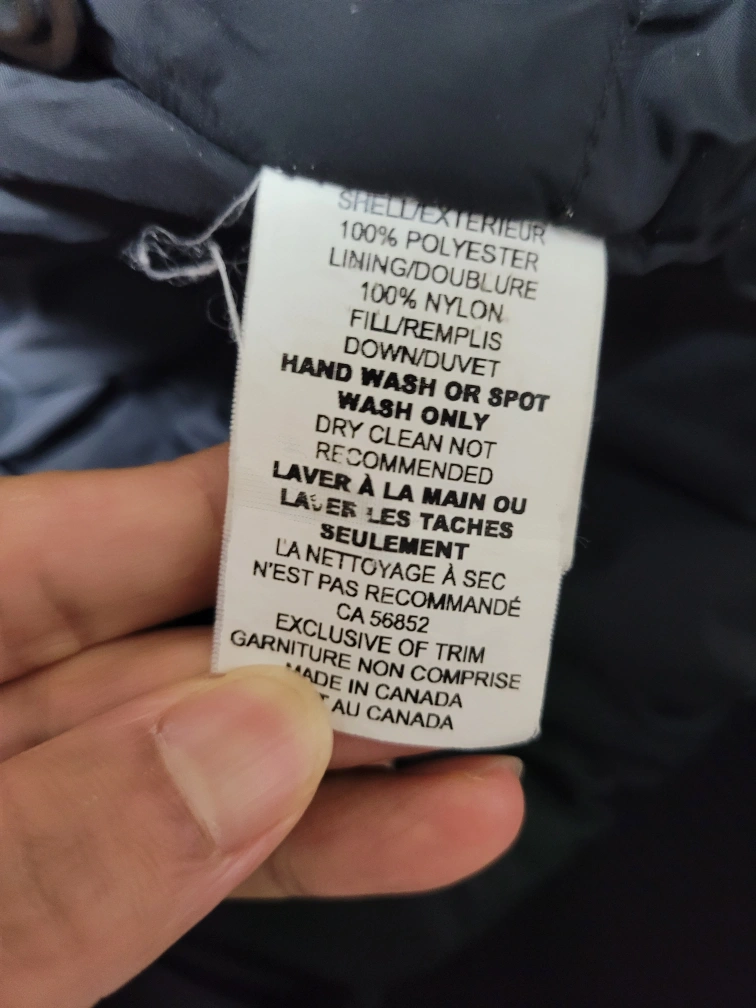 SHELL/EXTERIEUR
100% POLYESTER
LINING/DOUBLURE
100% NYLON
FILL/REMPLIS
DOWN/DUVET
HAND WASH OR SPOT
WASH ONLY
DRY CLEAN NOT
RECOMMENDED
LAVER À LA MAIN OU
LAVER LES TACHES
SEULEMENT
LA NETTOYAGE À SEC
N'EST PAS RECOMMANDÉ
CA 56852
EXCLUSIVE OF TRIM
GARNITURE NON COMPRISE
MADE IN CANADA
AU CANADA